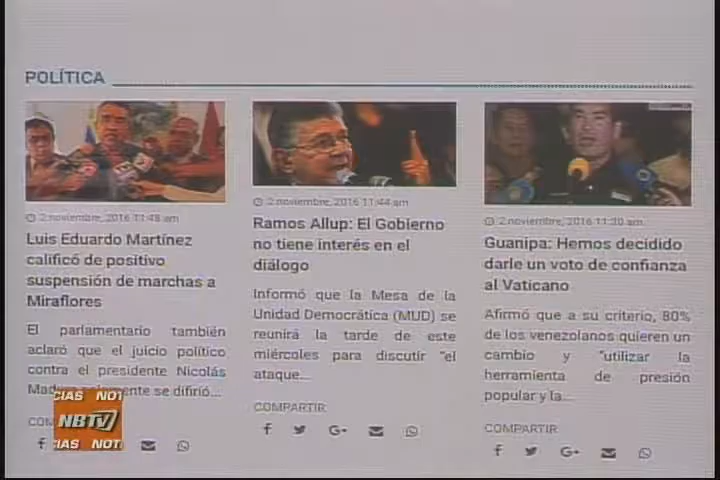 POLÍTICA
2 noviembre, 2016 11:48 am
Luis Eduardo Martínez
calificó de positivo
suspensión de marchas a
Miraflores
El parlamentario también
aclaró que el juicio político
contra el presidente Nicolás
se difirió...
2 noviembre, 2016 11:44 am
Ramos Allup: El Gobierno
no tiene interés en el
diálogo
Informó que la Mesa de la
Unidad Democrática (MUD) se
reunirá la tarde de este
miércoles para discutir "el
ataque...
COMPARTIR
2 noviembre, 2016 11:30 am
Guanipa: Hemos decidido
darle un voto de confianza
al Vaticano
Afirmó que a su criterio, 80%
de los venezolanos quieren un
cambio y "utilizar la
herramienta de presión
popular y la...
COMPARTIR
CIAS NOT
NBTV
CIAS NOTI